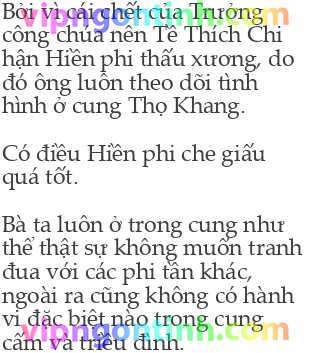 Bởi vì cái chết của Trưởng
công chúa nên Tề Thích Chi
hận Hiền phi thấu xương, do
đó ông luôn theo dõi tình
hình ở cung Thọ Khang.
Có điều Hiền phi che giấu
quá tốt.
Bà ta luôn ở trong cung như
thể thật sự không muốn tranh
đua với các phi tần khác,
ngoài ra cũng không có hành
vi đặc biệt nào trong cung
cấm và triều đình.
vipngontinh.com
vipngontinh.com